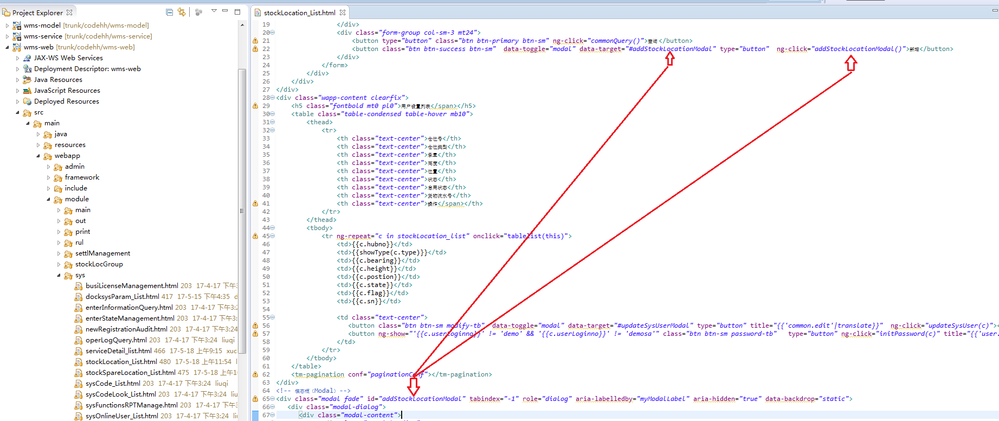 Project Explorer
wms-model [trunk/codehh/wms-model]
wms-service [trunk/codehh/wms-service]
wms-web [trunk/codehh/wms-web]
JAX-WS Web Services
Deployment Descriptor: wms-web
Java Resources
JavaScript Resources
Deployed Resources
src
main
java
resources
webapp
admin
framework
include
module
main
out
print
rul
settlManagement
stockLocGroup
sys
busiLicenseManagement.html 203 17-4-17 下午3:
docksysParam_List.html 417 17-5-15 下午4:35
enterInformationQuery.html 203 17-4-17 下午3:2
enterStateManagement.html 203 17-4-17 下午3:
newRegistrationAudit.html 203 17-4-17 下午3:24
operLogQuery.html 203 17-4-17 下午3:24 liuqi
serviceDetail_list.html 466 17-5-18 上午9:15 xuc
stockLocation_List.html 480 17-5-18 上午11:54
stockSpareLocation_List.html 475 17-5-18 上午1
sysCode_List.html 203 17-4-17 下午3:24 liuqi
sysCodeLook_List.html 203 17-4-17 下午3:24 liu
sysFunctionsRPTManage.html 203 17-4-17 下午3:
sysOnlineUser_List.html 203 17-4-17 下午3:24 li
stockLocation_List.html
19 </div>
20 <div class="form-group col-sm-3 mt24">
21 <button type="button" class="btn btn-primary btn-sm" ng-click="commonQuery()">查询</button>
22 <button class="btn btn-success btn-sm" data-toggle="modal" data-target="#addStockLocationModal" type="button" ng-click="addStockLocationModal()">新增</button>
23 </div>
24 </form>
25 </div>
26 </div>
27 </div>
28 <div class="wapp-content clearfix">
29 <h5 class="fontbold mt0 pl0">用户设置列表</span></h5>
30 <table class="table-condensed table-hover mb10">
31 <thead>
32 <tr>
33 <th class="text-center">仓位号</th>
34 <th class="text-center">仓位类型</th>
35 <th class="text-center">承重</th>
36 <th class="text-center">高度</th>
37 <th class="text-center">位置</th>
38 <th class="text-center">状态</th>
39 <th class="text-center">启用状态</th>
40 <th class="text-center">货物流水号</th>
41 <th class="text-center">操作</span></th>
42 </tr>
43 </thead>
44 <tbody>
45 <tr ng-repeat="c in stockLocation_list" onclick="tablelist(this)">
46 <td>{{c.hubno}}</td>
47 <td>{{showType(c.type)}}</td>
48 <td>{{c.bearing}}</td>
49 <td>{{c.height}}</td>
50 <td>{{c.postion}}</td>
51 <td>{{c.state}}</td>
52 <td>{{c.flag}}</td>
53 <td>{{c.sn}}</td>
54
55 <td class="text-center">
56 <button class="btn btn-sm modify-tb" data-toggle="modal" data-target="#updateSysUserModal" type="button" title="{{'common.edit'|translate}}" ng-click="updateSysUser(c)"><
57 <button ng-show="'{{c.userLoginno}}' != 'demo' && '{{c.userLoginno}}' != 'demosa'" class="btn btn-sm password-tb" type="button" ng-click="initPassword(c)" title="{{'user.
58 </td>
59 </tr>
60 </tbody>
61 </table>
62 <tm-pagination conf="paginationConf"></tm-pagination>
63 </div>
64 <!-- 模态框（Modal）-->
65 <div class="modal fade" id="addStockLocationModal" tabindex="-1" role="dialog" aria-labelledby="myModalLabel" aria-hidden="true" data-backdrop="static">
66 <div class="modal-dialog">
67 <div class="modal-content">